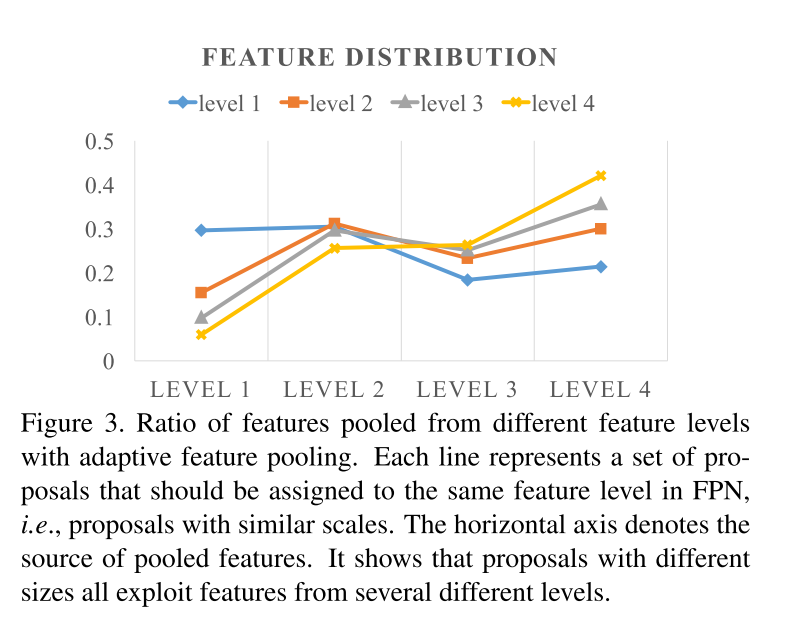 FEATURE DISTRIBUTION
level 1 level 2 level 3 level 4
0.5
0.4
0.3
0.2
0.1
0
LEVEL 1 LEVEL 2 LEVEL 3 LEVEL 4
Figure 3. Ratio of features pooled from different feature levels
with adaptive feature pooling. Each line represents a set of pro-
posals that should be assigned to the same feature level in FPN,
i.e., proposals with similar scales. The horizontal axis denotes the
source of pooled features. It shows that proposals with different
sizes all exploit features from several different levels.